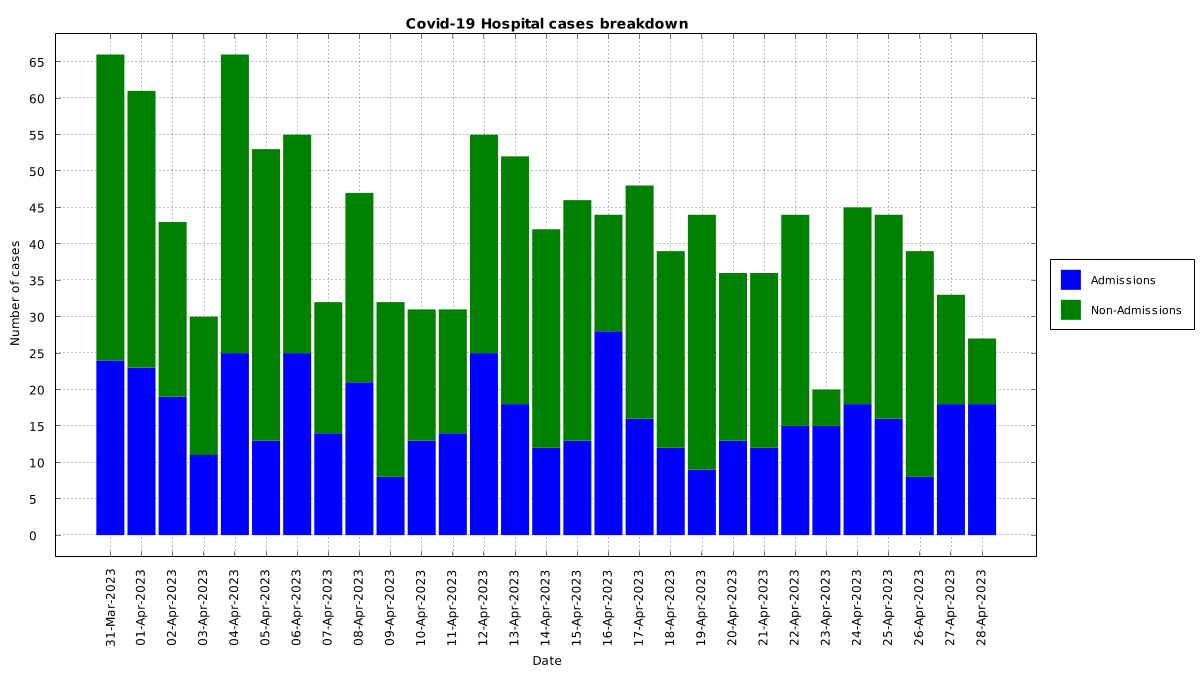 Covid-19 Hospital cases breakdown
65
60
55
50
45
40
35
30
25
20
15
10
5
0
Number of cases
31-Mar-2023
01-Apr-2023
02-Apr-2023
03-Apr-2023
04-Apr-2023
05-Apr-2023
06-Apr-2023
07-Apr-2023
08-Apr-2023
09-Apr-2023
10-Apr-2023
11-Apr-2023
12-Apr-2023
13-Apr-2023
14-Apr-2023
15-Apr-2023
16-Apr-2023
17-Apr-2023
18-Apr-2023
19-Apr-2023
20-Apr-2023
21-Apr-2023
22-Apr-2023
23-Apr-2023
24-Apr-2023
25-Apr-2023
26-Apr-2023
27-Apr-2023
28-Apr-2023
Date
Admissions
Non-Admissions